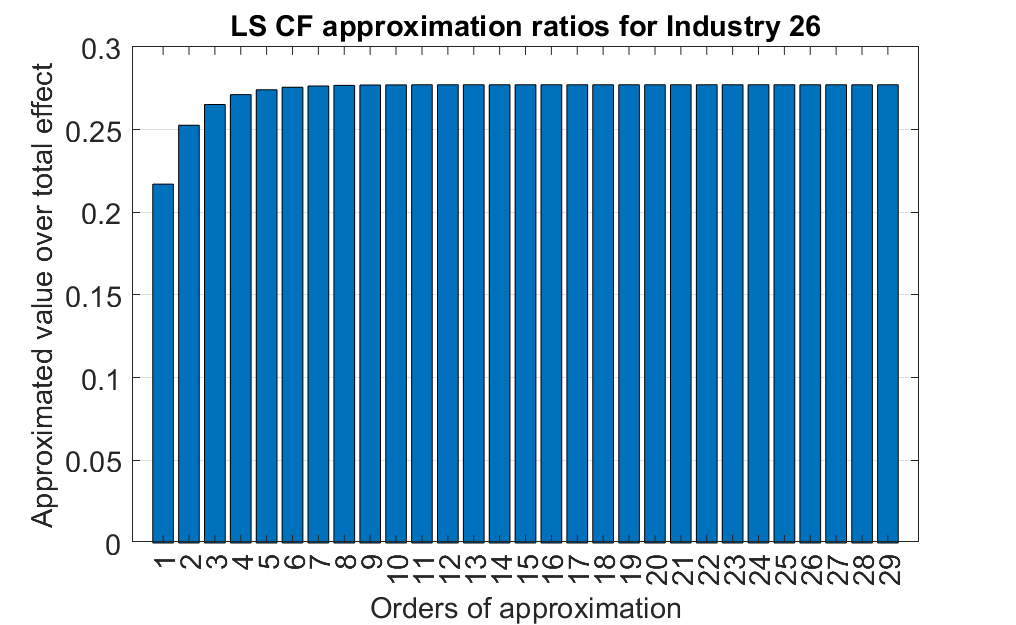 LS CF approximation ratios for Industry 26
Approximated value over total effect
0.3
0.25
0.2
0.15
0.1
0.05
0
1 2 3 4 5 6 7 8 9 10 11 12 13 14 15 16 17 18 19 20 21 22 23 24 25 26 27 28 29
Orders of approximation